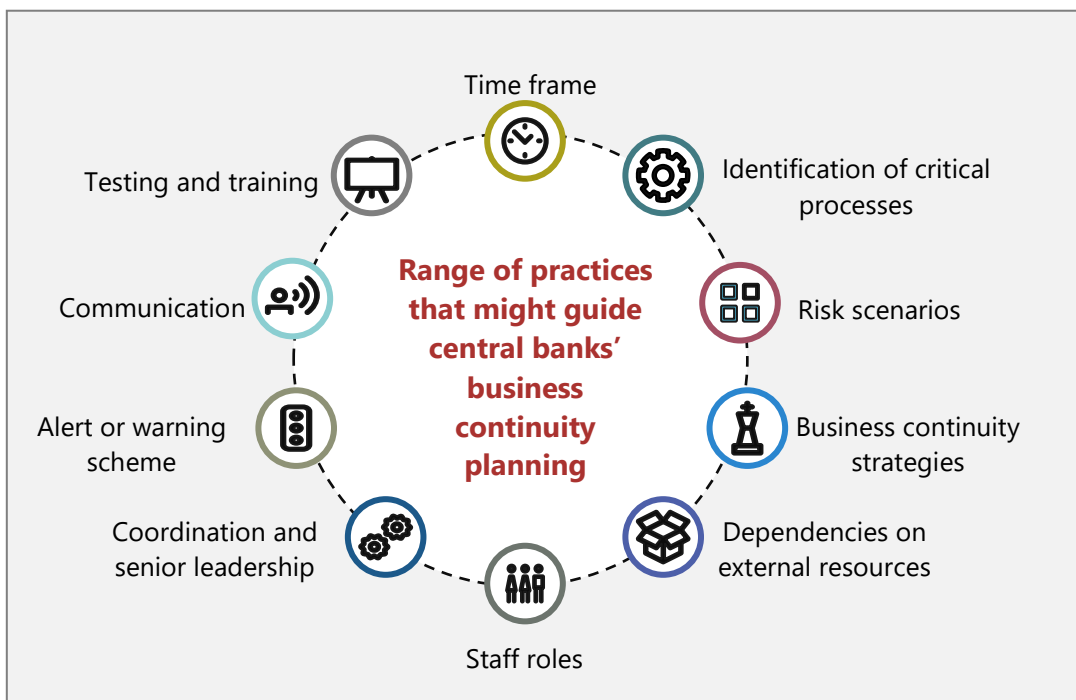 Time frame
Identification of critical
processes
Risk scenarios
Business continuity
strategies
Dependencies on
external resources
Staff roles
Coordination and
senior leadership
Alert or warning
scheme
Communication
Testing and training
Range of practices
that might guide
central banks’
business
continuity
planning